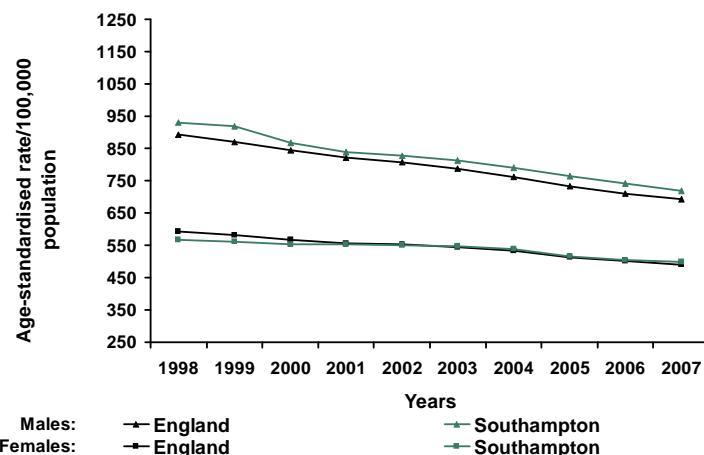 Age-standardised rate/100,000
population
1250
1150
1050
950
850
750
650
550
450
350
250
1998 1999 2000 2001 2002 2003 2004 2005 2006 2007
Years
Males: England Southampton
Females: England Southampton